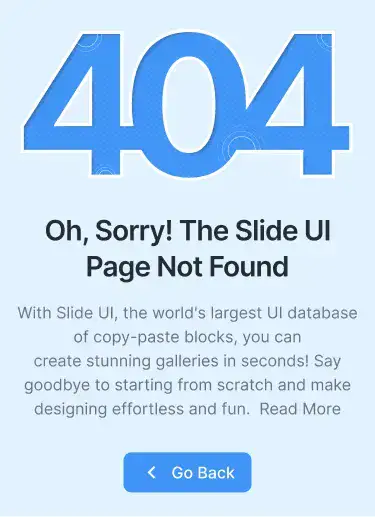 404
Oh, Sorry! The Slide UI
Page Not Found
With Slide UI, the world's largest UI database
of copy-paste blocks, you can
create stunning galleries in seconds! Say
goodbye to starting from scratch and make
designing effortless and fun. Read More
Go Back